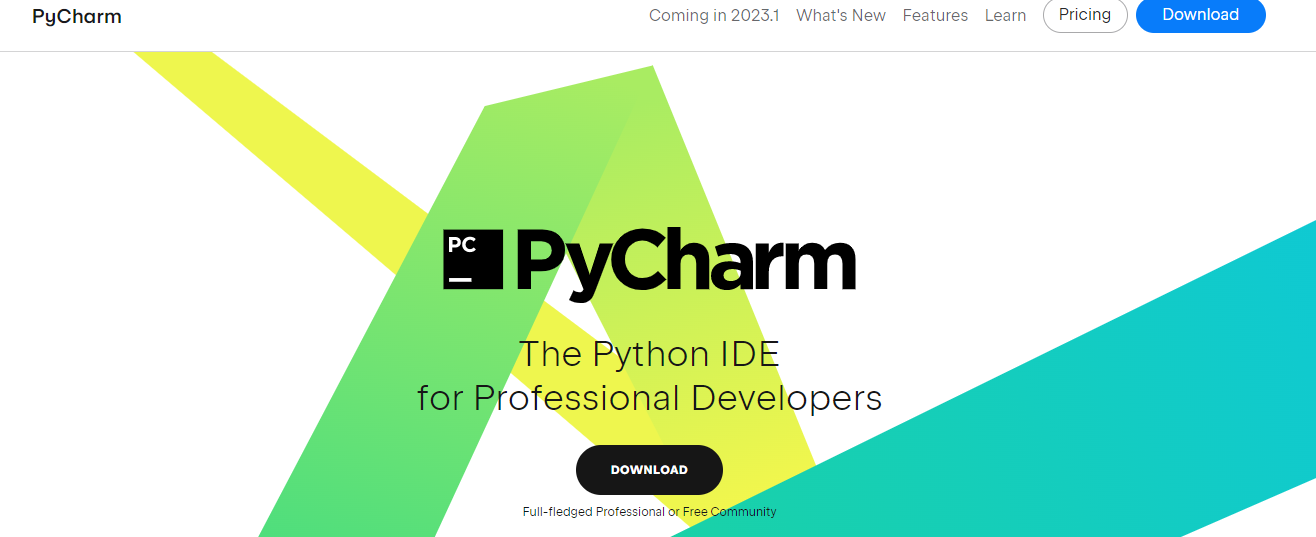 PyCharm
Coming in 2023.1 What's New Features Learn Pricing Download
PC
PyCharm
The Python IDE
for Professional Developers
DOWNLOAD
Full-fledged Professional or Free Community